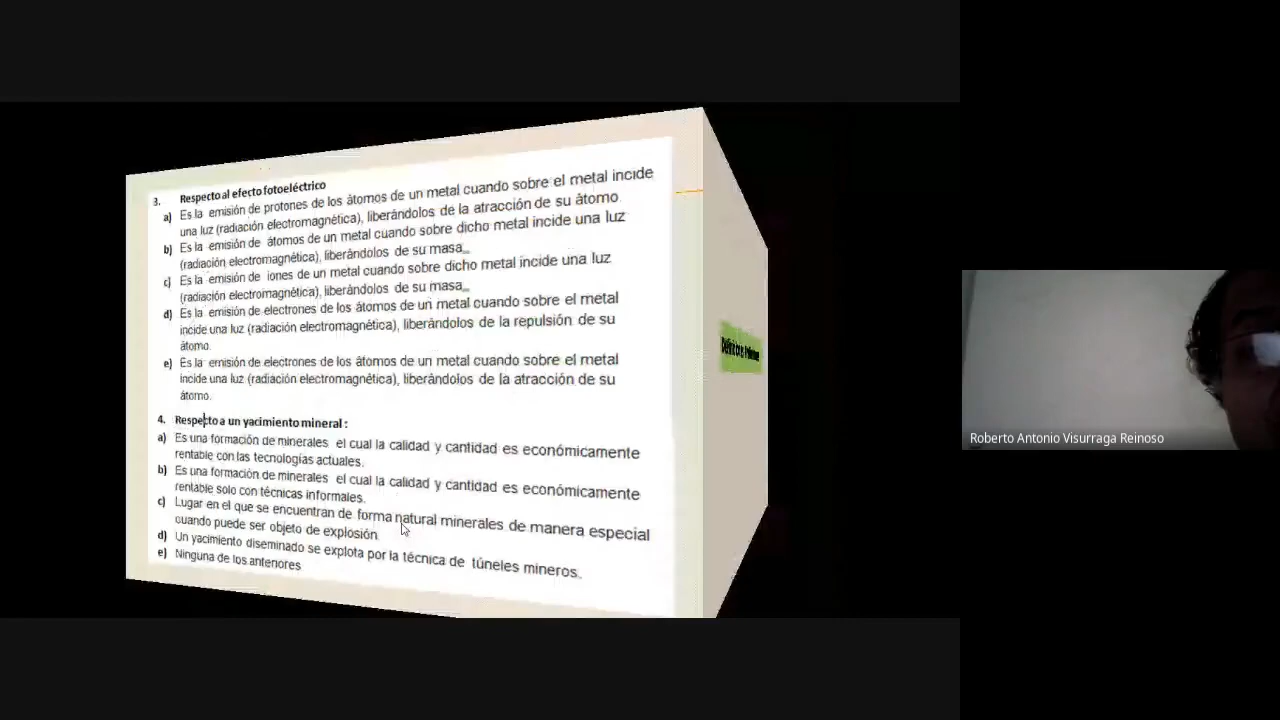 3. Respecto al efecto fotoeléctrico
a) Es la emisión de protones de los átomos de un metal cuando sobre el metal incide
una luz (radiación electromagnética), liberándolos de la atracción de su átomo.
b) Es la emisión de átomos de un metal cuando sobre dicho metal incide una luz
(radiación electromagnética), liberándolos de su masa..
c) Es la emisión de iones de un metal cuando sobre dicho metal incide una luz
(radiación electromagnética), liberándolos de su masa..
d) Es la emisión de electrones de los átomos de un metal cuando sobre el metal
incide una luz (radiación electromagnética), liberándolos de la repulsión de su
átomo.
e) Es la emisión de electrones de los átomos de un metal cuando sobre el metal
incide una luz (radiación electromagnética), liberándolos de la atracción de su
átomo.
4. Respecto a un yacimiento mineral :
a) Es una formación de minerales el cual la calidad y cantidad es económicamente
rentable con las tecnologías actuales.
b) Es una formación de minerales el cual la calidad y cantidad es económicamente
rentable solo con técnicas informales.
c) Lugar en el que se encuentran de forma natural minerales de manera especial
cuando puede ser objeto de explosión
d) Un yacimiento diseminado se explota por la técnica de túneles mineros..
e) Ninguna de los anteriores
Roberto Antonio Visurraga Reinoso